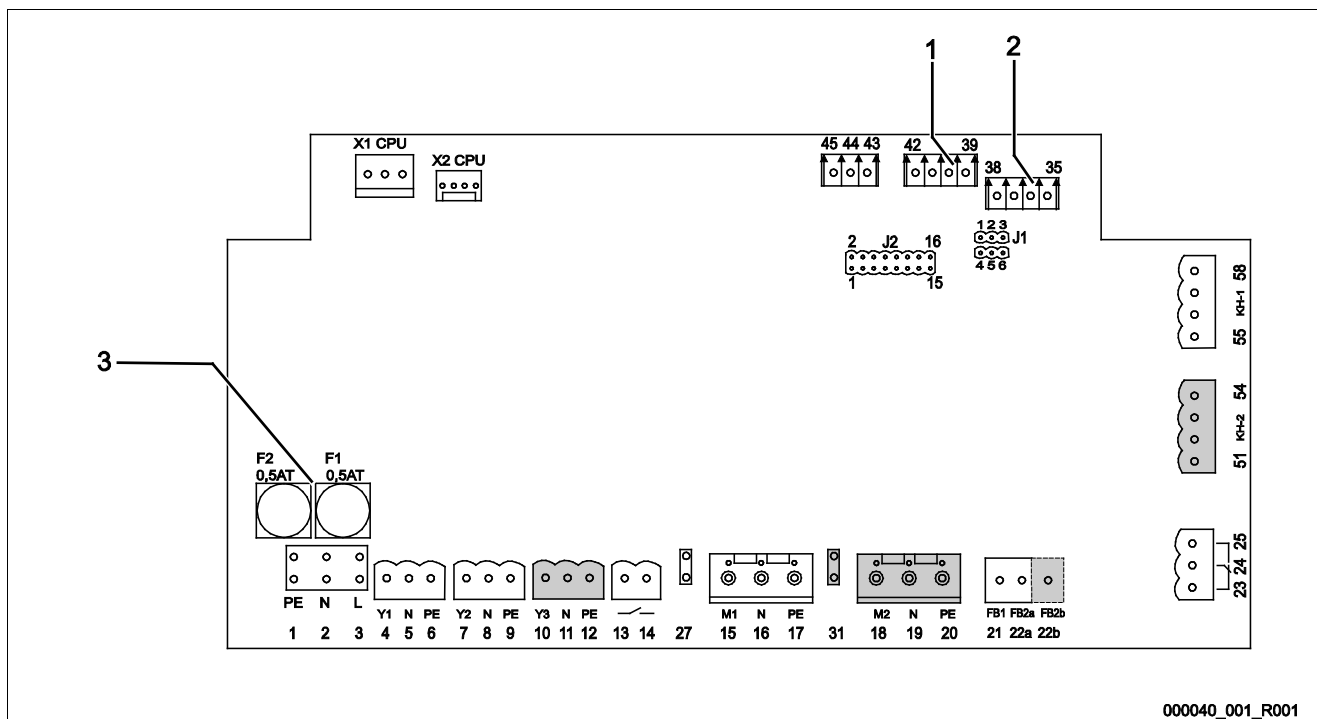 1 2
X1 CPU 45 44 43 42 39
X2 CPU 38 35
1 2 3
2 J2 16 J1
4 5 6
1 15
58
KH-1
55
3
54
KH-2
51
F2 F1
0,5AT 0,5AT
25
24
23
PE N L Y1 N PE Y2 N PE Y3 N PE M1 N PE M2 N PE FB1 FB2a FB2b
1 2 3 4 5 6 7 8 9 10 11 12 13 14 27 15 16 17 31 18 19 20 21 22a 22b
000040_001_R001